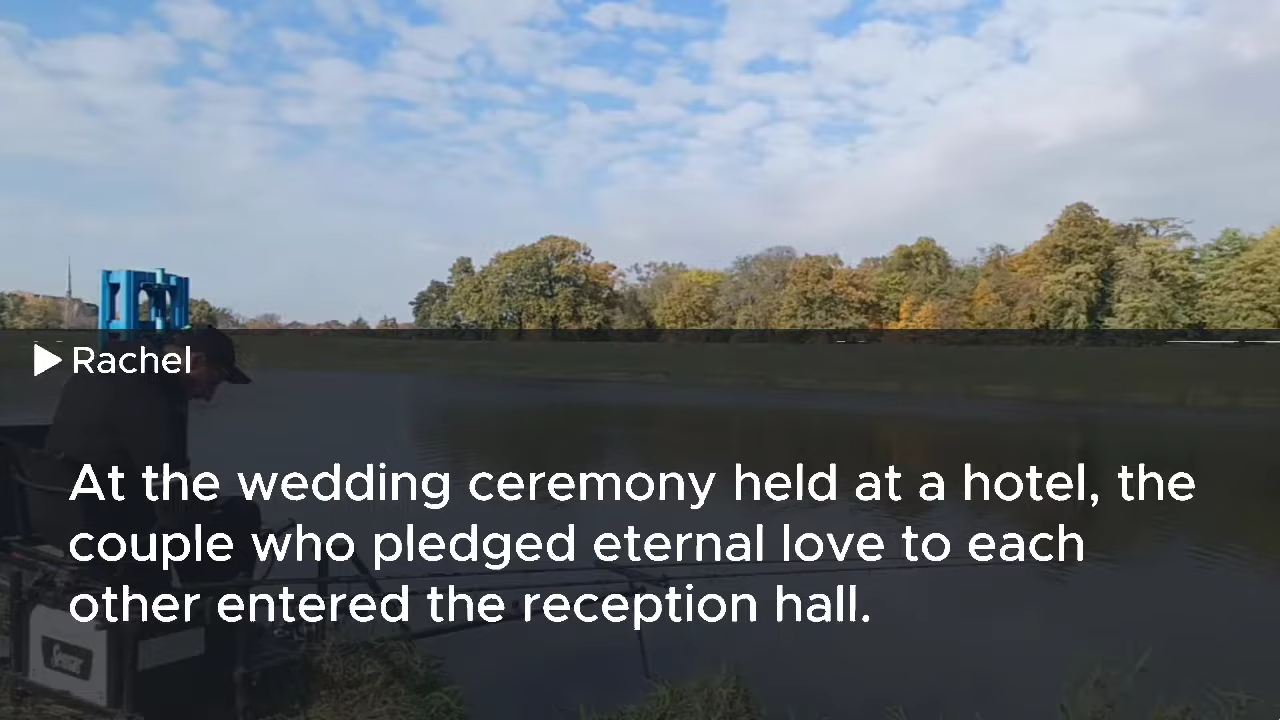 Rachel
At the wedding ceremony held at a hotel, the
couple who pledged eternal love to each
other entered the reception hall.